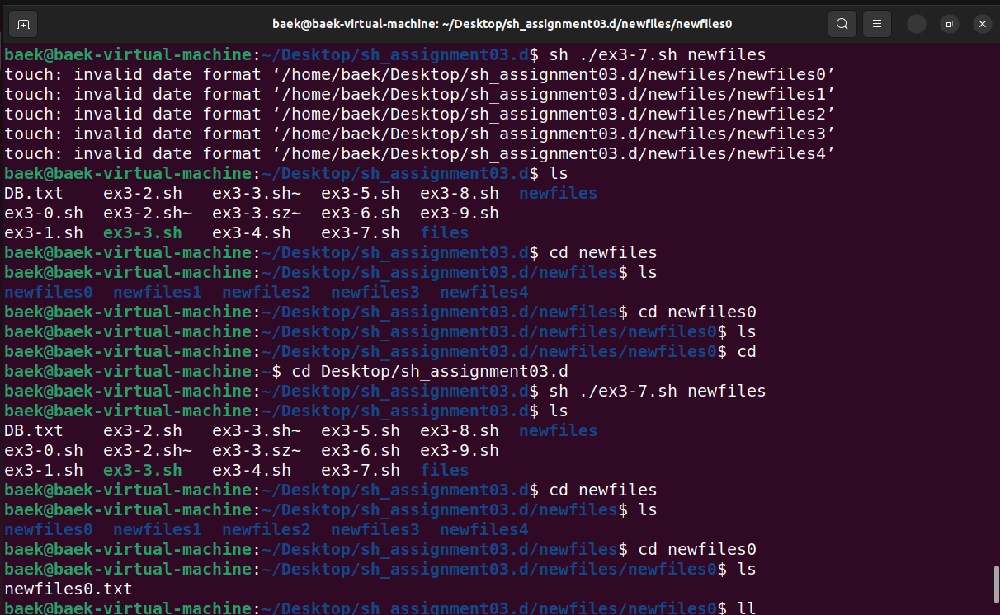 baek@baek-virtual-machine: ~/Desktop/sh_assignment03.d/newfiles/newfiles0
baek@baek-virtual-machine:~/Desktop/sh_assignment03.d$ sh ./ex3-7.sh newfiles
touch: invalid date format ‘/home/baek/Desktop/sh_assignment03.d/newfiles/newfiles0’
touch: invalid date format ‘/home/baek/Desktop/sh_assignment03.d/newfiles/newfiles1’
touch: invalid date format ‘/home/baek/Desktop/sh_assignment03.d/newfiles/newfiles2’
touch: invalid date format ‘/home/baek/Desktop/sh_assignment03.d/newfiles/newfiles3’
touch: invalid date format ‘/home/baek/Desktop/sh_assignment03.d/newfiles/newfiles4’
baek@baek-virtual-machine:~/Desktop/sh_assignment03.d$ ls
DB.txt    ex3-2.sh   ex3-3.sh~  ex3-5.sh  ex3-8.sh  newfiles
ex3-0.sh  ex3-2.sh~  ex3-3.sz~  ex3-6.sh  ex3-9.sh
ex3-1.sh  ex3-3.sh   ex3-4.sh   ex3-7.sh  files
baek@baek-virtual-machine:~/Desktop/sh_assignment03.d$ cd newfiles
baek@baek-virtual-machine:~/Desktop/sh_assignment03.d/newfiles$ ls
newfiles0  newfiles1  newfiles2  newfiles3  newfiles4
baek@baek-virtual-machine:~/Desktop/sh_assignment03.d/newfiles$ cd newfiles0
baek@baek-virtual-machine:~/Desktop/sh_assignment03.d/newfiles/newfiles0$ ls
baek@baek-virtual-machine:~/Desktop/sh_assignment03.d/newfiles/newfiles0$ cd
baek@baek-virtual-machine:~$ cd Desktop/sh_assignment03.d
baek@baek-virtual-machine:~/Desktop/sh_assignment03.d$ sh ./ex3-7.sh newfiles
baek@baek-virtual-machine:~/Desktop/sh_assignment03.d$ ls
DB.txt    ex3-2.sh   ex3-3.sh~  ex3-5.sh  ex3-8.sh  newfiles
ex3-0.sh  ex3-2.sh~  ex3-3.sz~  ex3-6.sh  ex3-9.sh
ex3-1.sh  ex3-3.sh   ex3-4.sh   ex3-7.sh  files
baek@baek-virtual-machine:~/Desktop/sh_assignment03.d$ cd newfiles
baek@baek-virtual-machine:~/Desktop/sh_assignment03.d/newfiles$ ls
newfiles0  newfiles1  newfiles2  newfiles3  newfiles4
baek@baek-virtual-machine:~/Desktop/sh_assignment03.d/newfiles$ cd newfiles0
baek@baek-virtual-machine:~/Desktop/sh_assignment03.d/newfiles/newfiles0$ ls
newfiles0.txt
baek@baek-virtual-machine:~/Desktop/sh_assignment03.d/newfiles/newfiles0$ ll